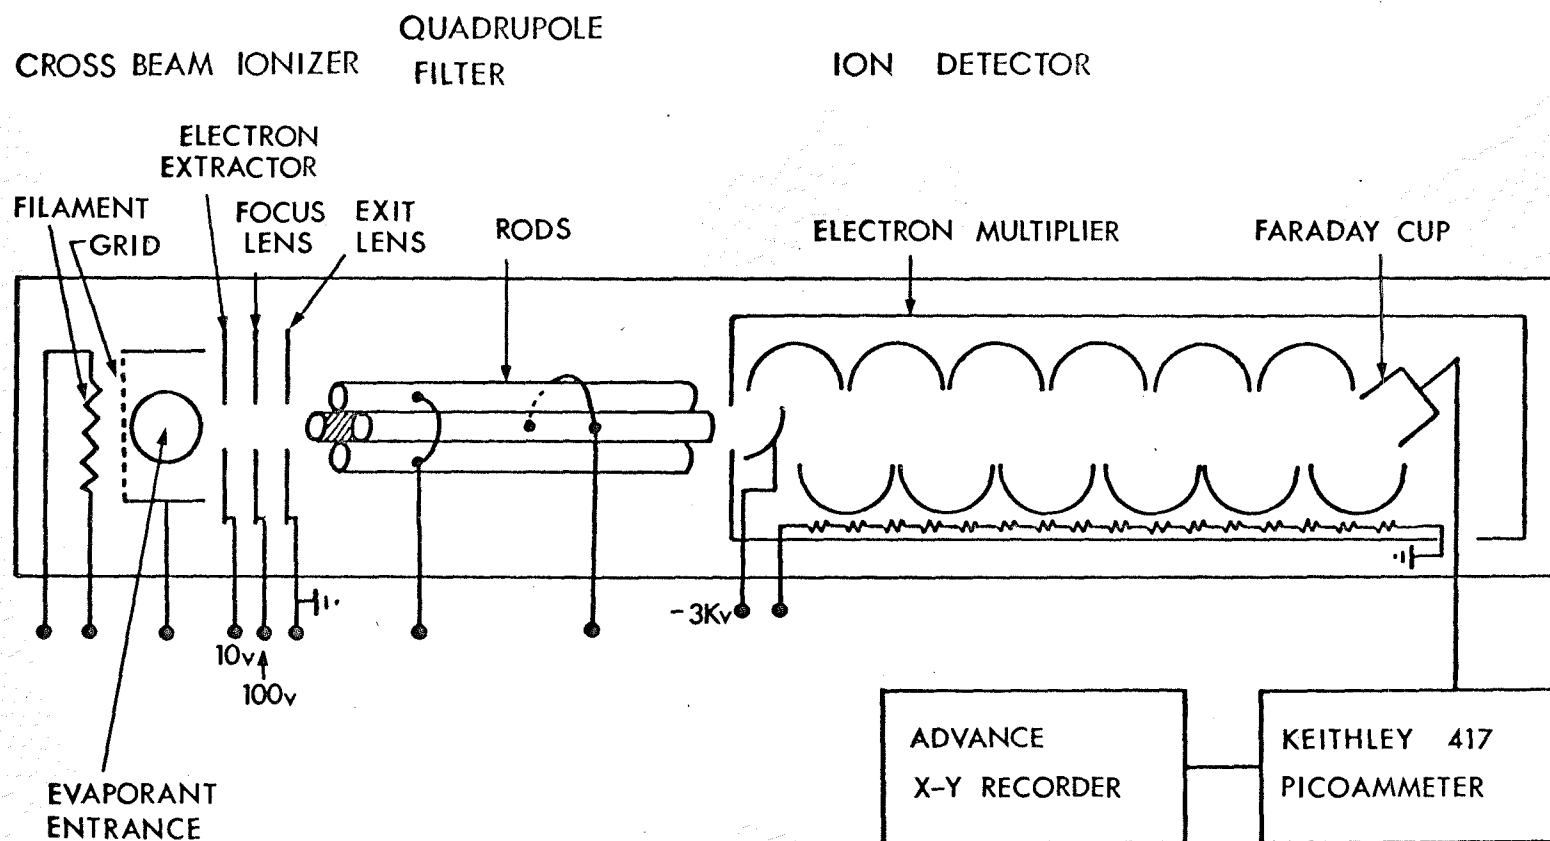 QUADRUPOLE
FILTER
CROSS BEAM IONIZER
ION DETECTOR
ELECTRON
EXTRACTOR
FILAMENT
GRID
FOCUS
LENS
EXIT
LENS
RODS
ELECTRON MULTIPLIER
FARADAY CUP
-3Kv
10v
100v
EVAPORANT
ENTRANCE
ADVANCE
X-Y RECORDER
KEITHLEY 417
PICOAMMETER